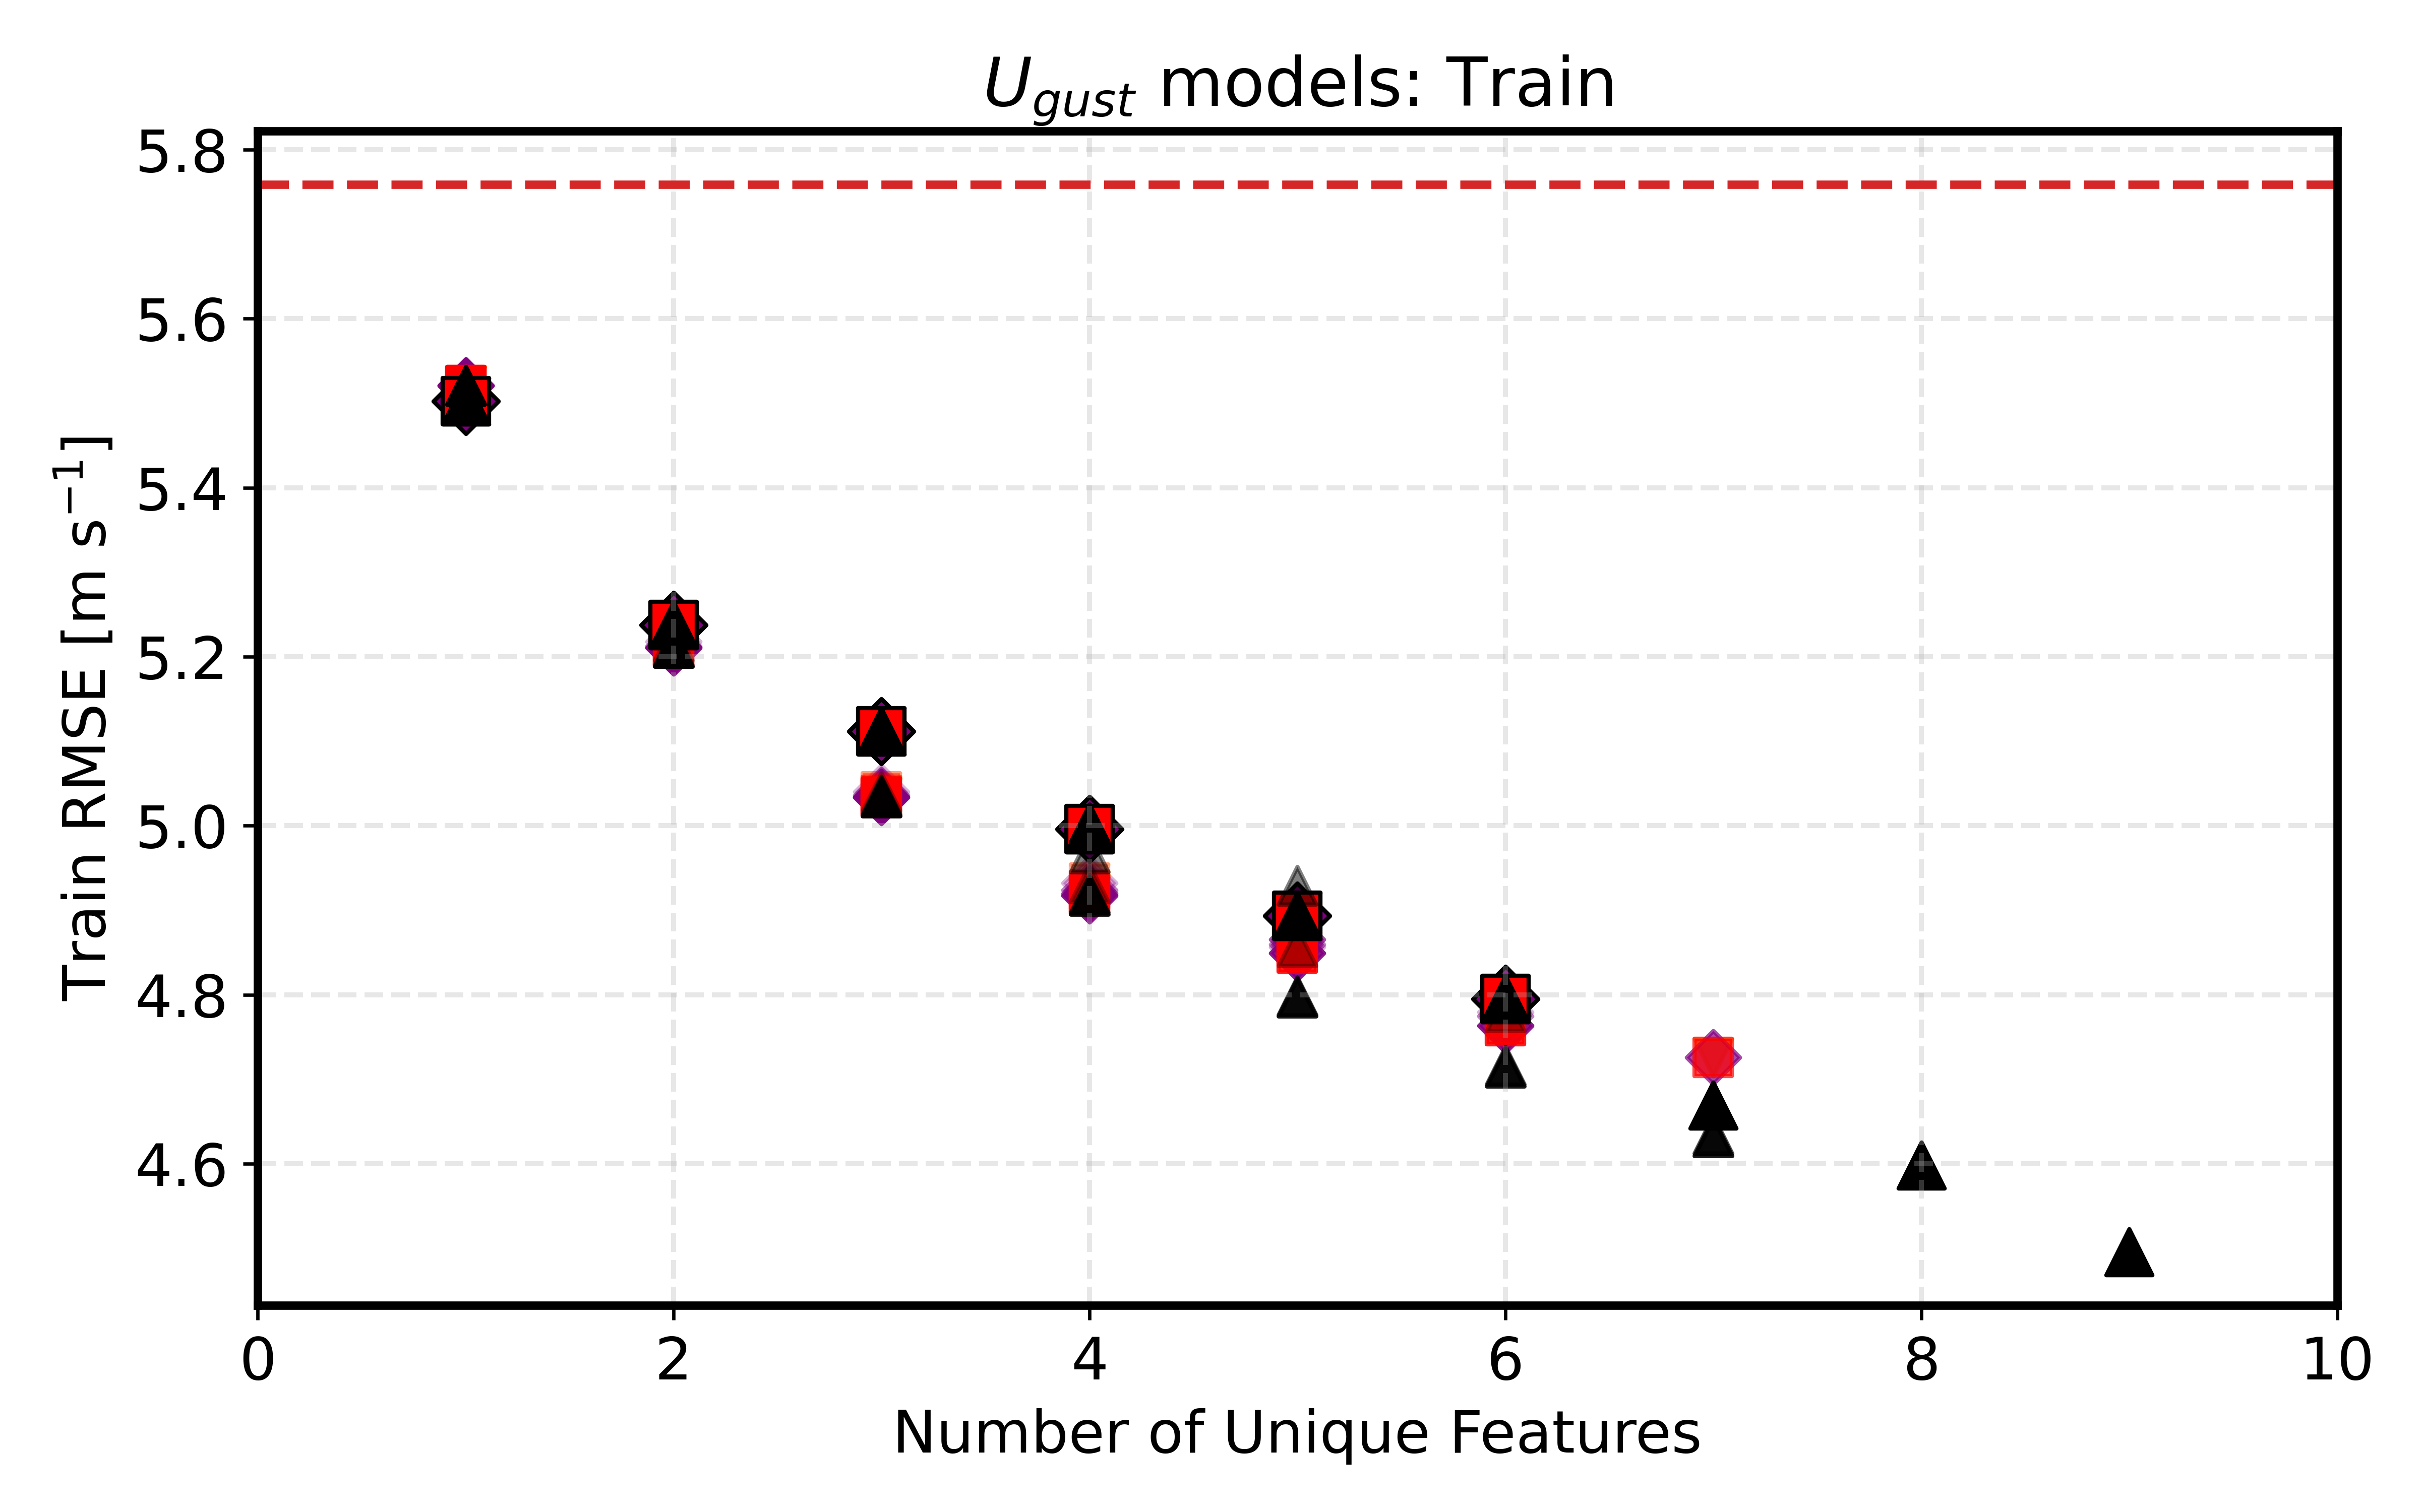 U_gust models: Train
5.8
5.6
5.4
5.2
5.0
4.8
4.6
Train RMSE [m s⁻¹]
0 2 4 6 8 10
Number of Unique Features